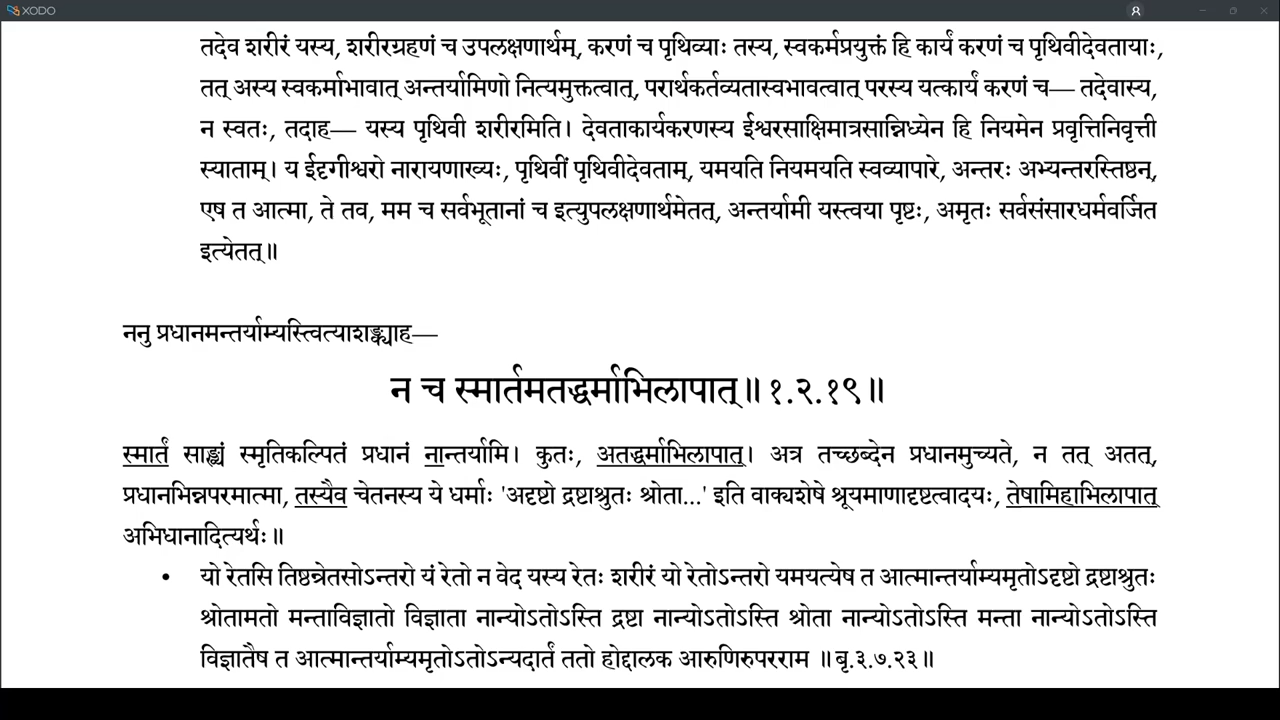 XODO
तदेव शरीरं यस्य, शरीरग्रहणं च उपलक्षणार्थम्, करणं च पृथिव्याः तस्य, स्वकर्मप्रयुक्तं हि कार्यं करणं च पृथिवीदेवतायाः,
तत् अस्य स्वकर्माभावात् अन्तर्यामिणो नित्यमुक्तत्वात्, परार्थकर्तव्यतास्वभावत्वात् परस्य यत्कार्यं करणं च— तदेवास्य,
न स्वतः, तदाह— यस्य पृथिवी शरीरमिति। देवताकार्यकरणस्य ईश्वरसाक्षिमात्रसान्निध्येन हि नियमेन प्रवृत्तिनिवृत्ती
स्याताम्। य ईदृगीश्वरो नारायणाख्यः, पृथिवीं पृथिवीदेवताम्, यमयति नियमयति स्वव्यापारे, अन्तरः अभ्यन्तरस्तिष्ठन्,
एष त आत्मा, ते तव, मम च सर्वभूतानां च इत्युपलक्षणार्थमेतत्, अन्तर्यामी यस्त्वया पृष्टः, अमृतः सर्वसंसारधर्मवर्जित
इत्येतत्॥
ननु प्रधानमन्तर्याम्यस्त्वित्याशङ्क्याह—
न च स्मार्तमतद्धर्माभिलापात्॥ १.२.१९॥
स्मार्तं साङ्ख्यं स्मृतिकल्पितं प्रधानं नान्तर्यामि। कुतः, अतद्धर्माभिलापात्। अत्र तच्छब्देन प्रधानमुच्यते, न तत् अतत्,
प्रधानभिन्नपरमात्मा, तस्यैव चेतनस्य ये धर्माः 'अदृष्टो द्रष्टाश्रुतः श्रोता...' इति वाक्यशेषे श्रूयमाणादृष्टत्वादयः, तेषामिहाभिलापात्
अभिधानादित्यर्थः॥
• यो रेतसि तिष्ठन्रेतसोऽन्तरो यं रेतो न वेद यस्य रेतः शरीरं यो रेतोऽन्तरो यमयत्येष त आत्मान्तर्याम्यमृतोऽदृष्टो द्रष्टाश्रुतः
श्रोतामतो मन्ताविज्ञातो विज्ञाता नान्योऽतोऽस्ति द्रष्टा नान्योऽतोऽस्ति श्रोता नान्योऽतोऽस्ति मन्ता नान्योऽतोऽस्ति
विज्ञातैष त आत्मान्तर्याम्यमृतोऽतोऽन्यदार्तं ततो होद्दालक आरुणिरुपरराम ॥बृ.३.७.२३॥